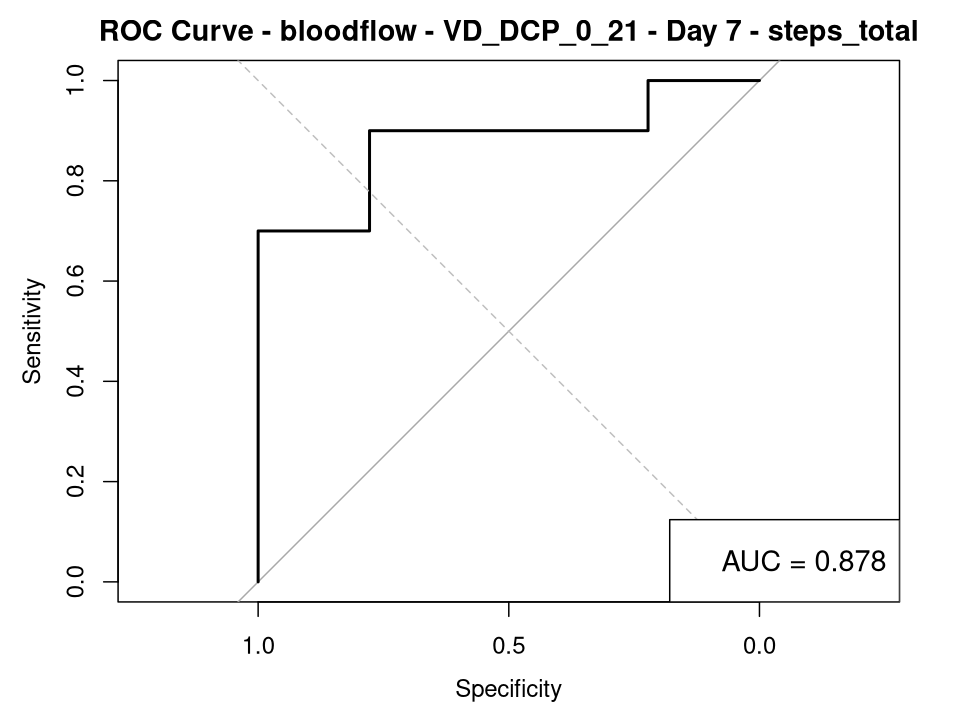 ROC Curve - bloodflow - VD_DCP_0_21 - Day 7 - steps_total
1.0
0.8
0.6
0.4
0.2
0.0
Sensitivity
AUC = 0.878
1.0 0.5 0.0
Specificity